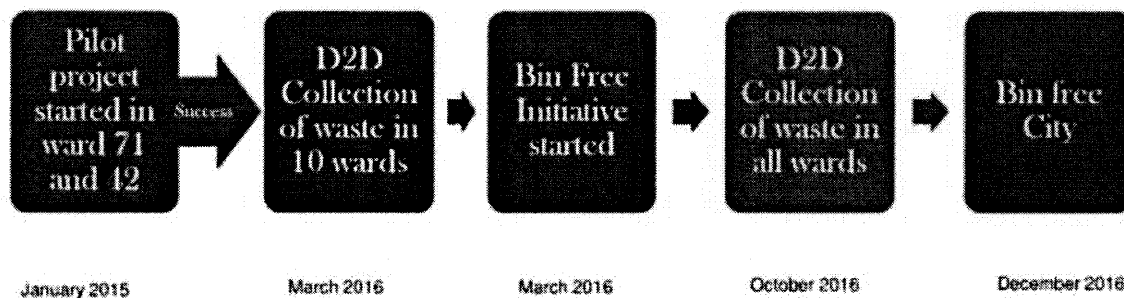 Pilot
project
started in
ward 71
and 42
Success
D2D
Collection
of waste in
10 wards
Bin Free
Initiative
started
D2D
Collection
of waste in
all wards
Bin free
City
January 2015
March 2016
March 2016
October 2016
December 2016